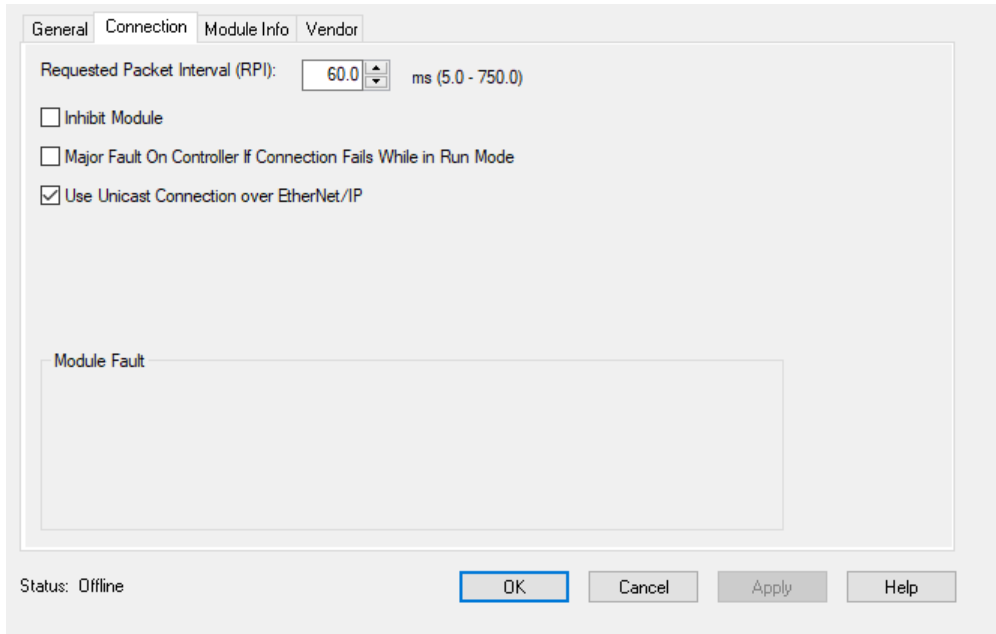 General Connection Module Info Vendor
Requested Packet Interval (RPI): 60.0 ms (5.0 - 750.0)
Inhibit Module
Major Fault On Controller If Connection Fails While in Run Mode
Use Unicast Connection over EtherNet/IP
Module Fault
Status: Offline OK Cancel Apply Help